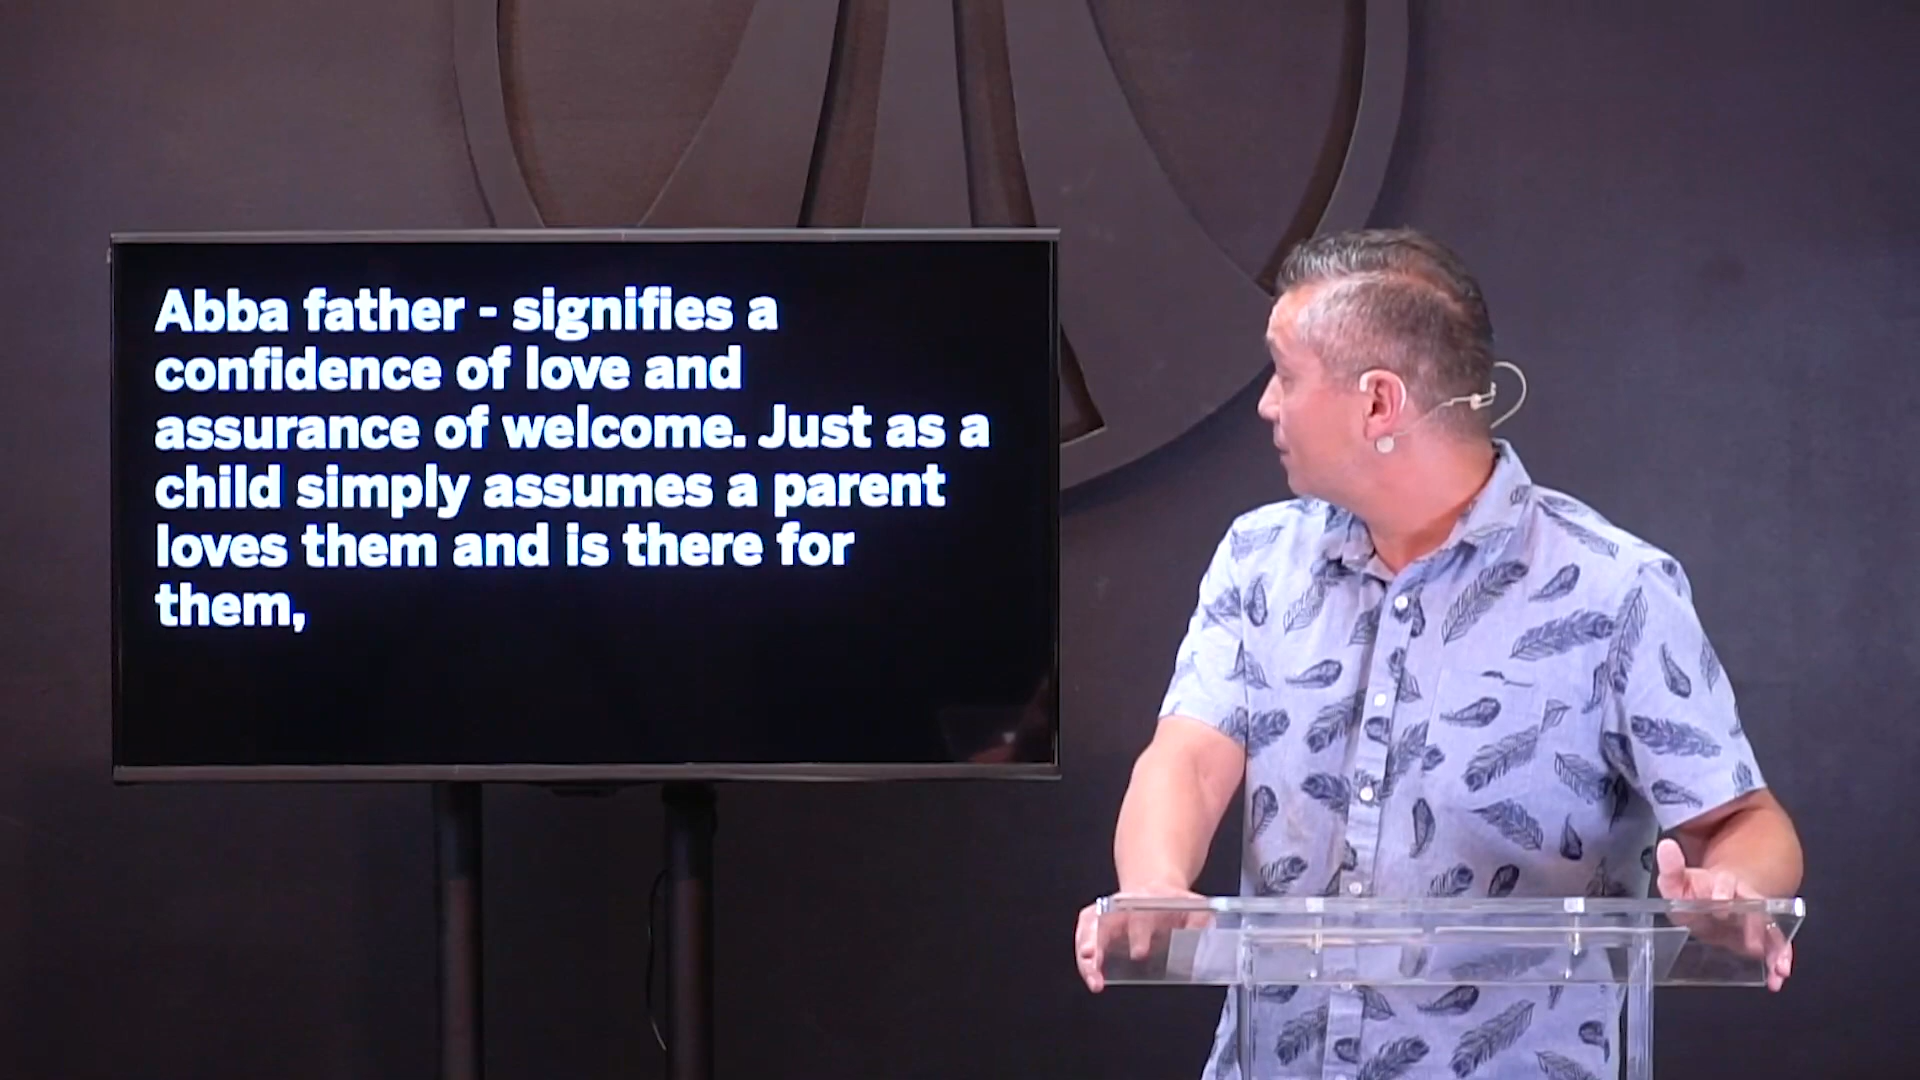 Abba father - signifies a
confidence of love and
assurance of welcome. Just as a
child simply assumes a parent
loves them and is there for
them,